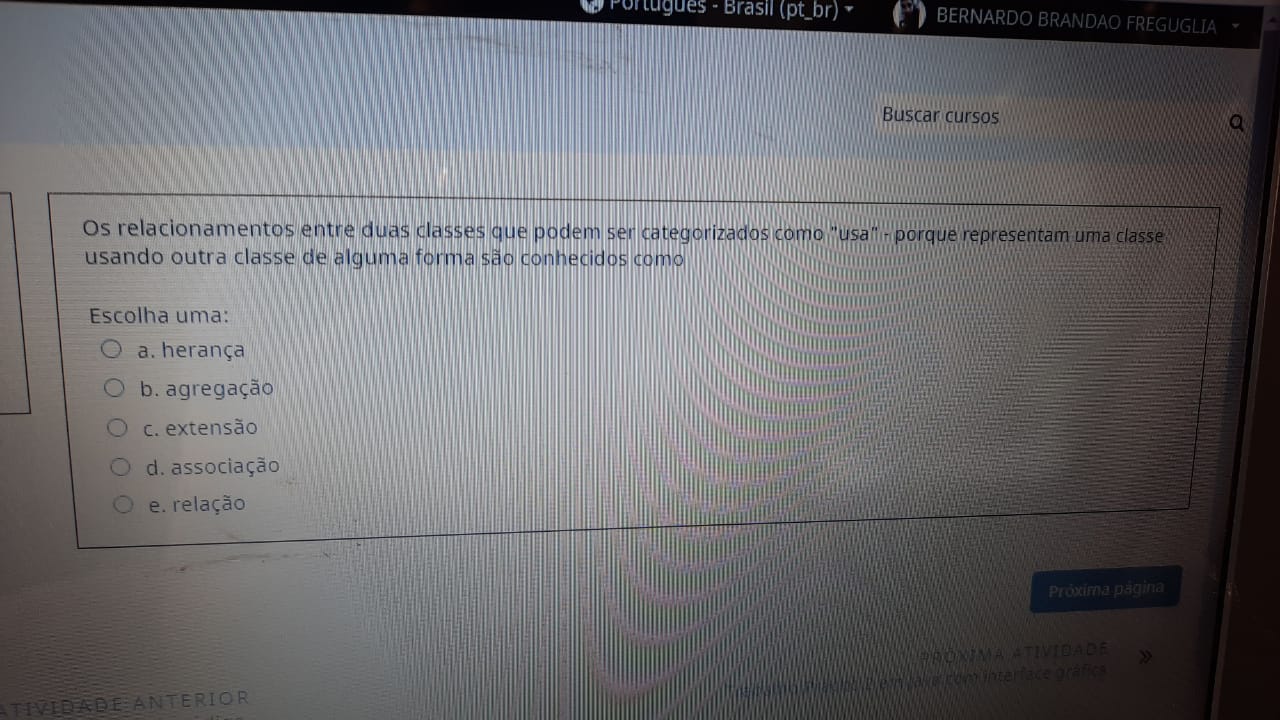 Português - Brasil (pt_br)
BERNARDO BRANDAO FREGUGLIA
Buscar cursos
Os relacionamentos entre duas classes que podem ser categorizados como "usa" - porque representam uma classe
usando outra classe de alguma forma são conhecidos como
Escolha uma:
a. herança
b. agregação
c. extensão
d. associação
e. relação
Próxima página
PRÓXIMA ATIVIDADE
em Java com interface gráfica
ATIVIDADE ANTERIOR